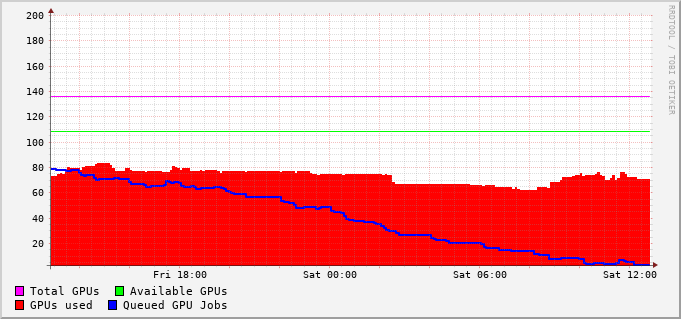 200
180
160
140
120
100
80
60
40
20
Fri 18:00 Sat 00:00 Sat 06:00 Sat 12:00
Total GPUs Available GPUs
GPUs used Queued GPU Jobs
RRDTOOL / TOBI OETIKER